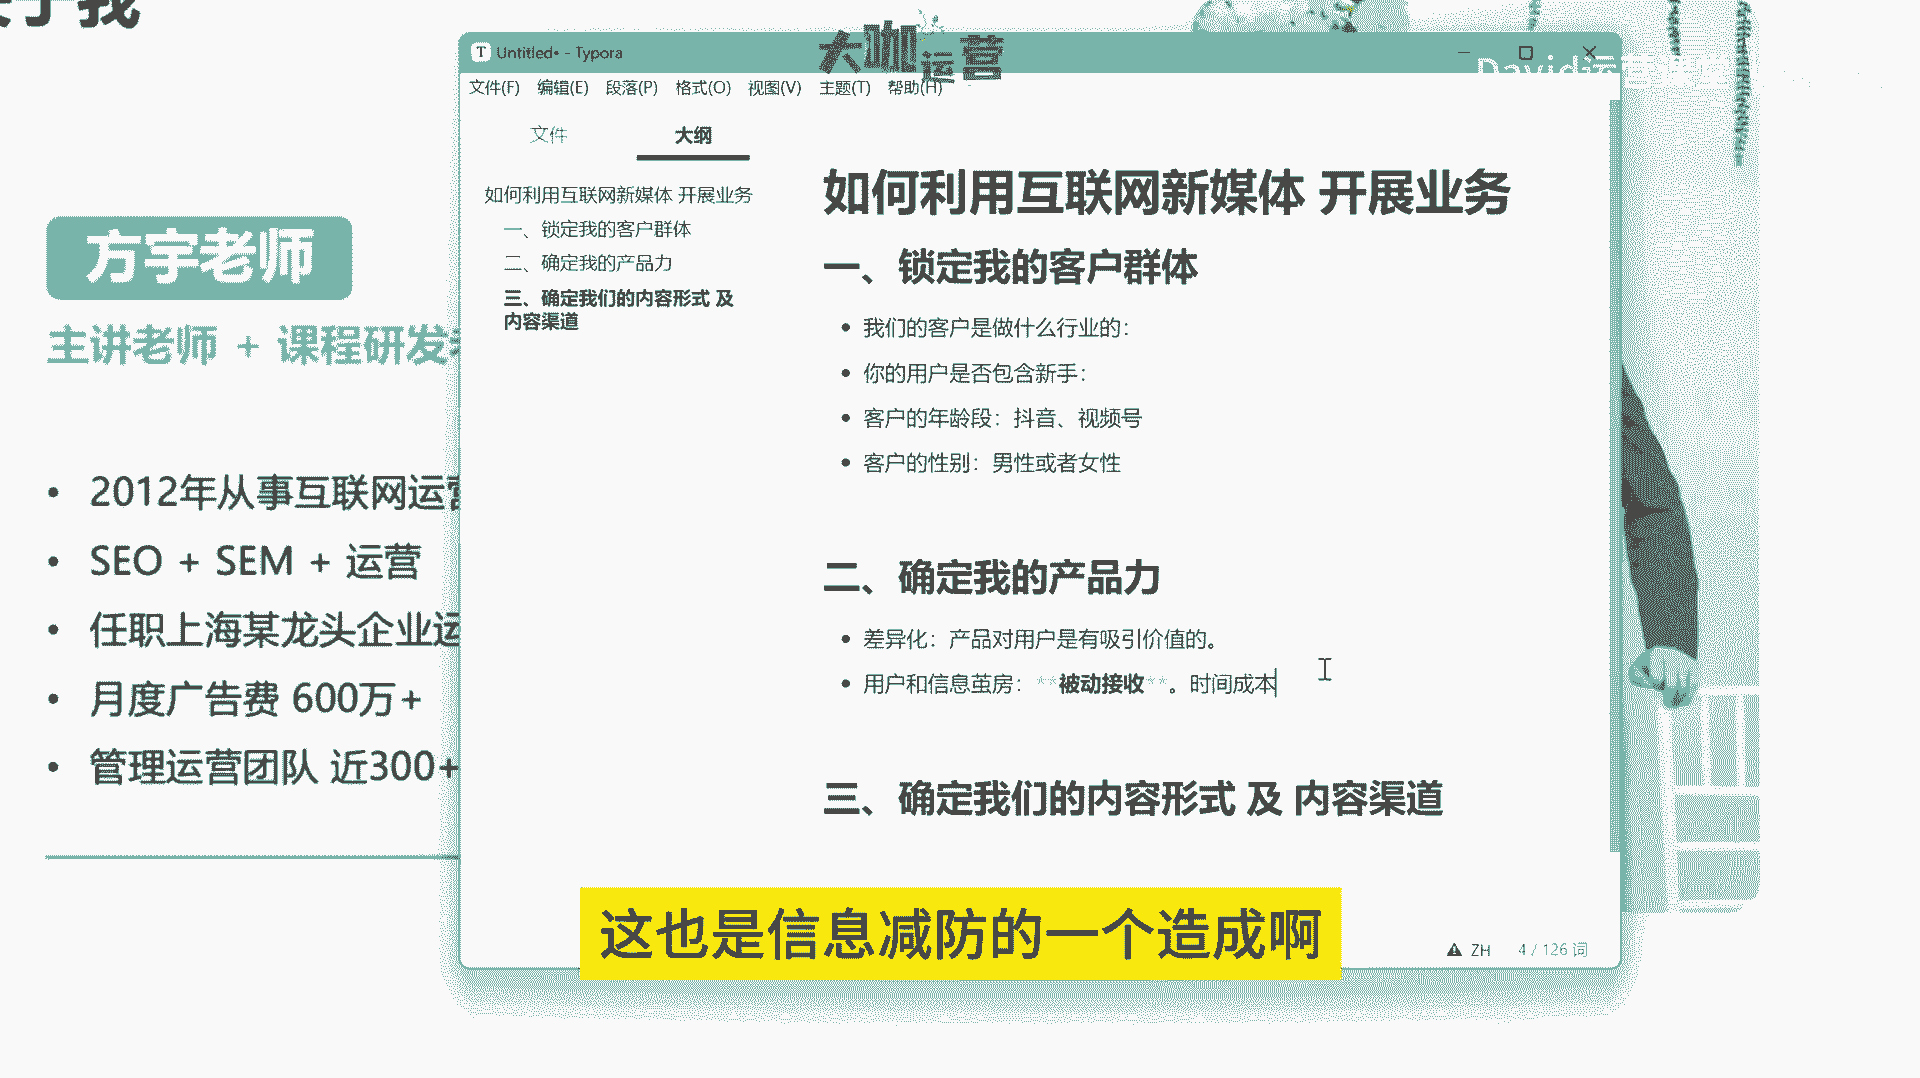 我
T Untitled• - Typora
大咖运营
文件(F) 编辑(E) 段落(P) 格式(O) 视图(V) 主题(T) 帮助(H)
文件 大纲
如何利用互联网新媒体 开展业务
一、锁定我的客户群体
二、确定我的产品力
三、确定我们的内容形式 及
内容渠道
如何利用互联网新媒体 开展业务
一、锁定我的客户群体
• 我们的客户是做什么行业的：
• 你的用户是否包含新手：
• 客户的年龄段：抖音、视频号
• 客户的性别：男性或者女性
二、确定我的产品力
• 差异化：产品对用户是有吸引价值的。
• 用户和信息茧房：**被动接收**。时间成本
三、确定我们的内容形式 及 内容渠道
ZH 4 / 126 词
方宇老师
主讲老师 + 课程研发
• 2012年从事互联网运营
• SEO + SEM + 运营
• 任职上海某龙头企业运
• 月度广告费 600万+
• 管理运营团队 近300+
这也是信息减防的一个造成啊